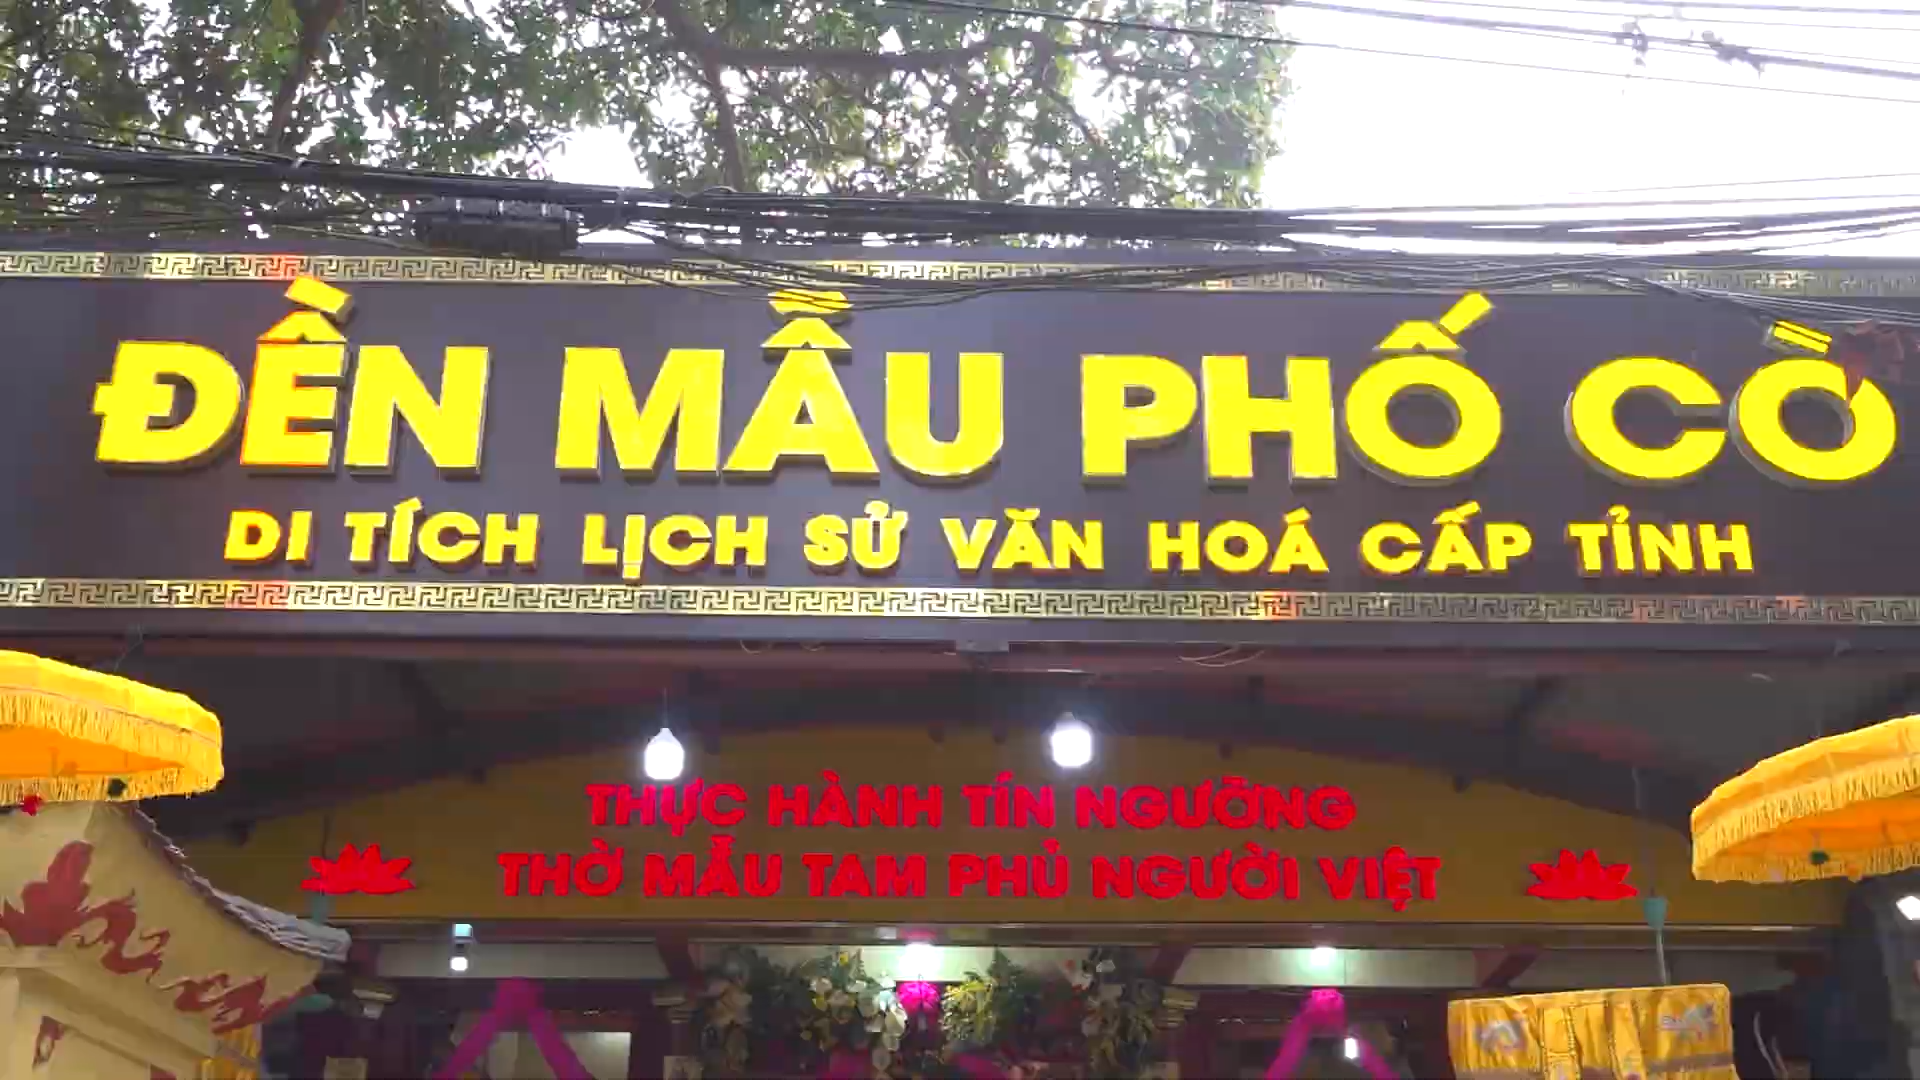 ĐỀN MẪU PHỐ CÒ
DI TÍCH LỊCH SỬ VĂN HOÁ CẤP TỈNH
THỰC HÀNH TÍN NGƯỠNG
THỜ MẪU TAM PHỦ NGƯỜI VIỆT